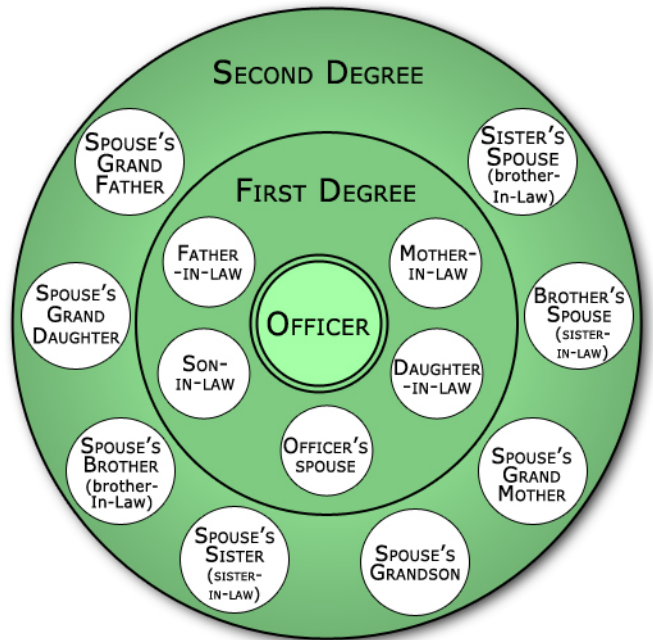 SECOND DEGREE
SPOUSE'S
GRAND
FATHER
SISTER'S
SPOUSE
(brother-
In-Law)
FIRST DEGREE
FATHER
-IN-LAW
MOTHER-
IN-LAW
SPOUSE'S
GRAND
DAUGHTER
OFFICER
BROTHER'S
SPOUSE
(SISTER-
IN-LAW)
SON-
IN-LAW
DAUGHTER
-IN-LAW
SPOUSE'S
BROTHER
(brother-
In-Law)
OFFICER'S
SPOUSE
SPOUSE'S
GRAND
MOTHER
SPOUSE'S
SISTER
(SISTER-
IN-LAW)
SPOUSE'S
GRANDSON